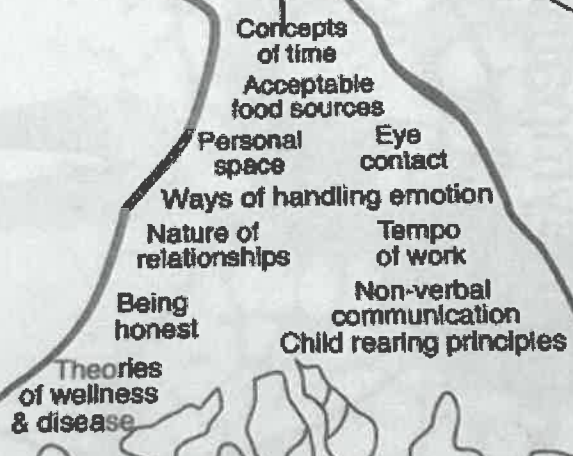 Concepts
of time
Acceptable
food sources
Personal
space
Eye
contact
Ways of handling emotion
Nature of
relationships
Tempo
of work
Being
honest
Non-verbal
communication
Child rearing principles
Theories
of wellness
& disease